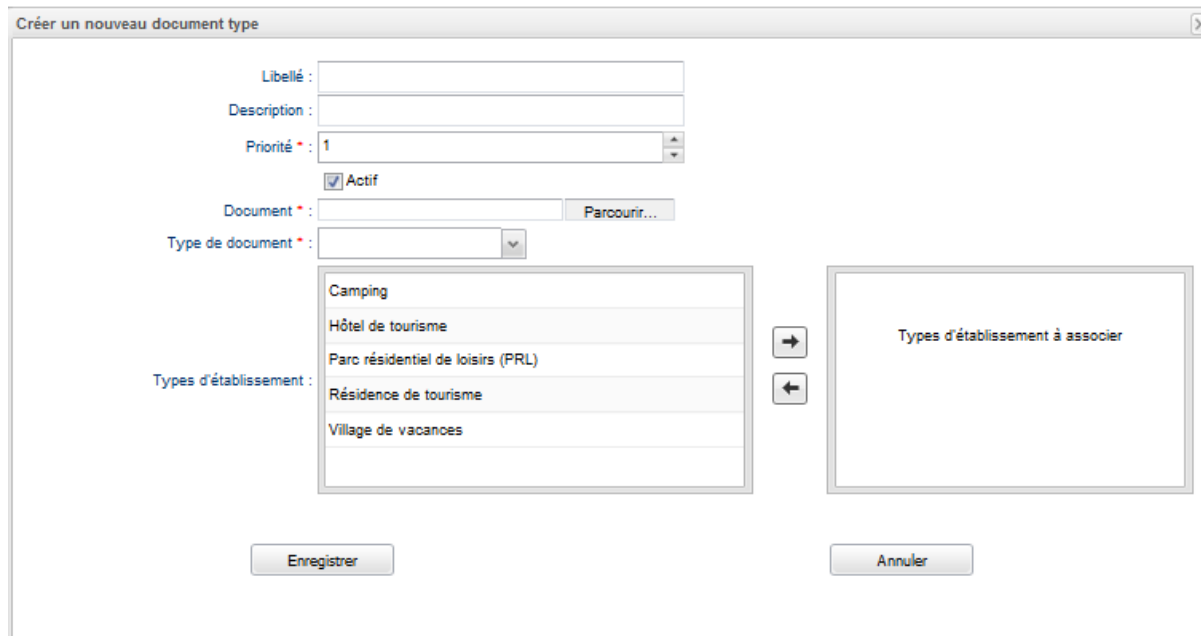 Créer un nouveau document type
Libellé :
Description :
Priorité * : 1
Actif
Document * : Parcourir...
Type de document * :
Types d'établissement :
Camping
Hôtel de tourisme
Parc résidentiel de loisirs (PRL)
Résidence de tourisme
Village de vacances
Types d'établissement à associer
Enregistrer
Annuler